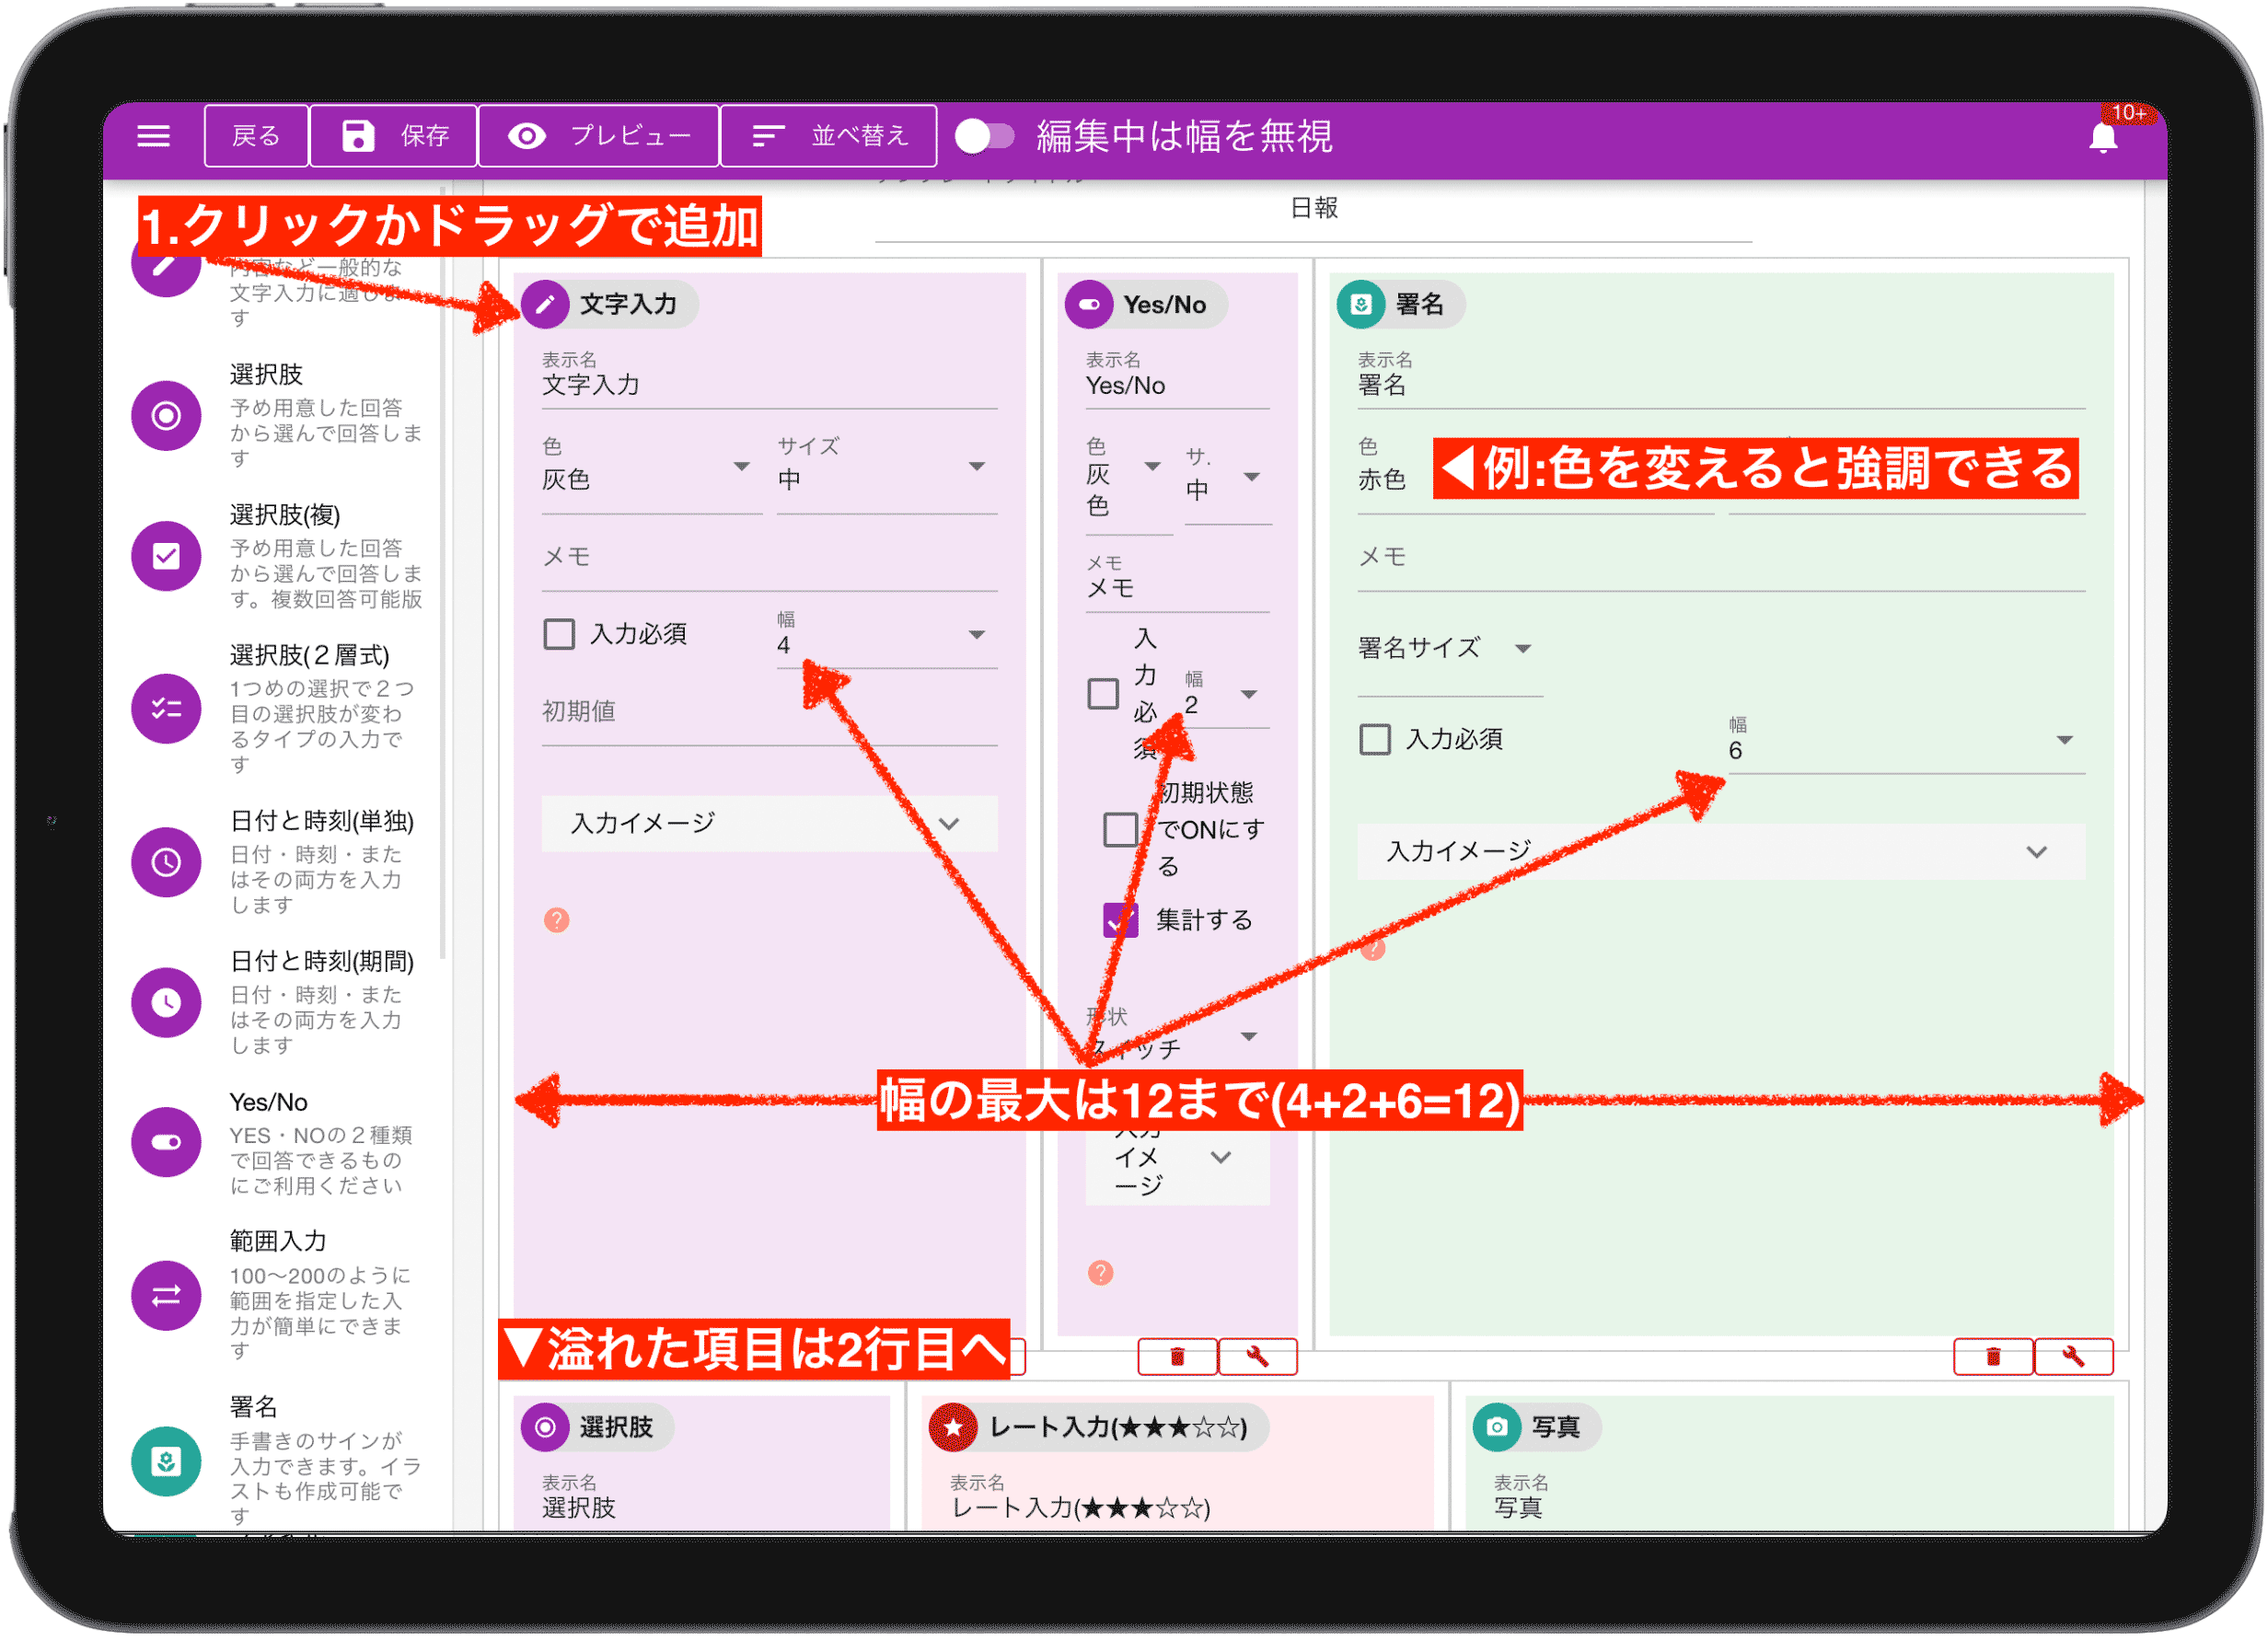 戻る
保存
プレビュー
並べ替え
編集中は幅を無視
10+
日報
1.クリックかドラッグで追加
内容など一般的な
文字入力に適しま
す
選択肢
予め用意した回答
から選んで回答しま
す
選択肢(複)
予め用意した回答
から選んで回答しま
す。複数回答可能版
選択肢(２層式)
1つめの選択で２つ
目の選択肢が変わ
るタイプの入力で
す
日付と時刻(単独)
日付・時刻・また
はその両方を入力
します
日付と時刻(期間)
日付・時刻・また
はその両方を入力
します
Yes/No
YES・NOの２種類
で回答できるもの
にご利用ください
範囲入力
100〜200のように
範囲を指定した入
力が簡単にできま
す
署名
手書きのサインが
入力できます。イラ
ストも作成可能で
す
文字入力
表示名
文字入力
色
灰色
サイズ
中
メモ
入力必須
幅
4
初期値
入力イメージ
?
Yes/No
表示名
Yes/No
色
灰
色
サ.
中
メモ
メモ
入
力
必
須
幅
2
初期状態
でONにす
る
集計する
形状
スイッチ
入力
イメ
ージ
?
署名
表示名
署名
色
赤色
◀例:色を変えると強調できる
メモ
署名サイズ
入力必須
幅
6
入力イメージ
?
幅の最大は12まで(4+2+6=12)
▼溢れた項目は2行目へ
選択肢
表示名
選択肢
レート入力(★★★☆☆)
表示名
レート入力(★★★☆☆)
写真
表示名
写真